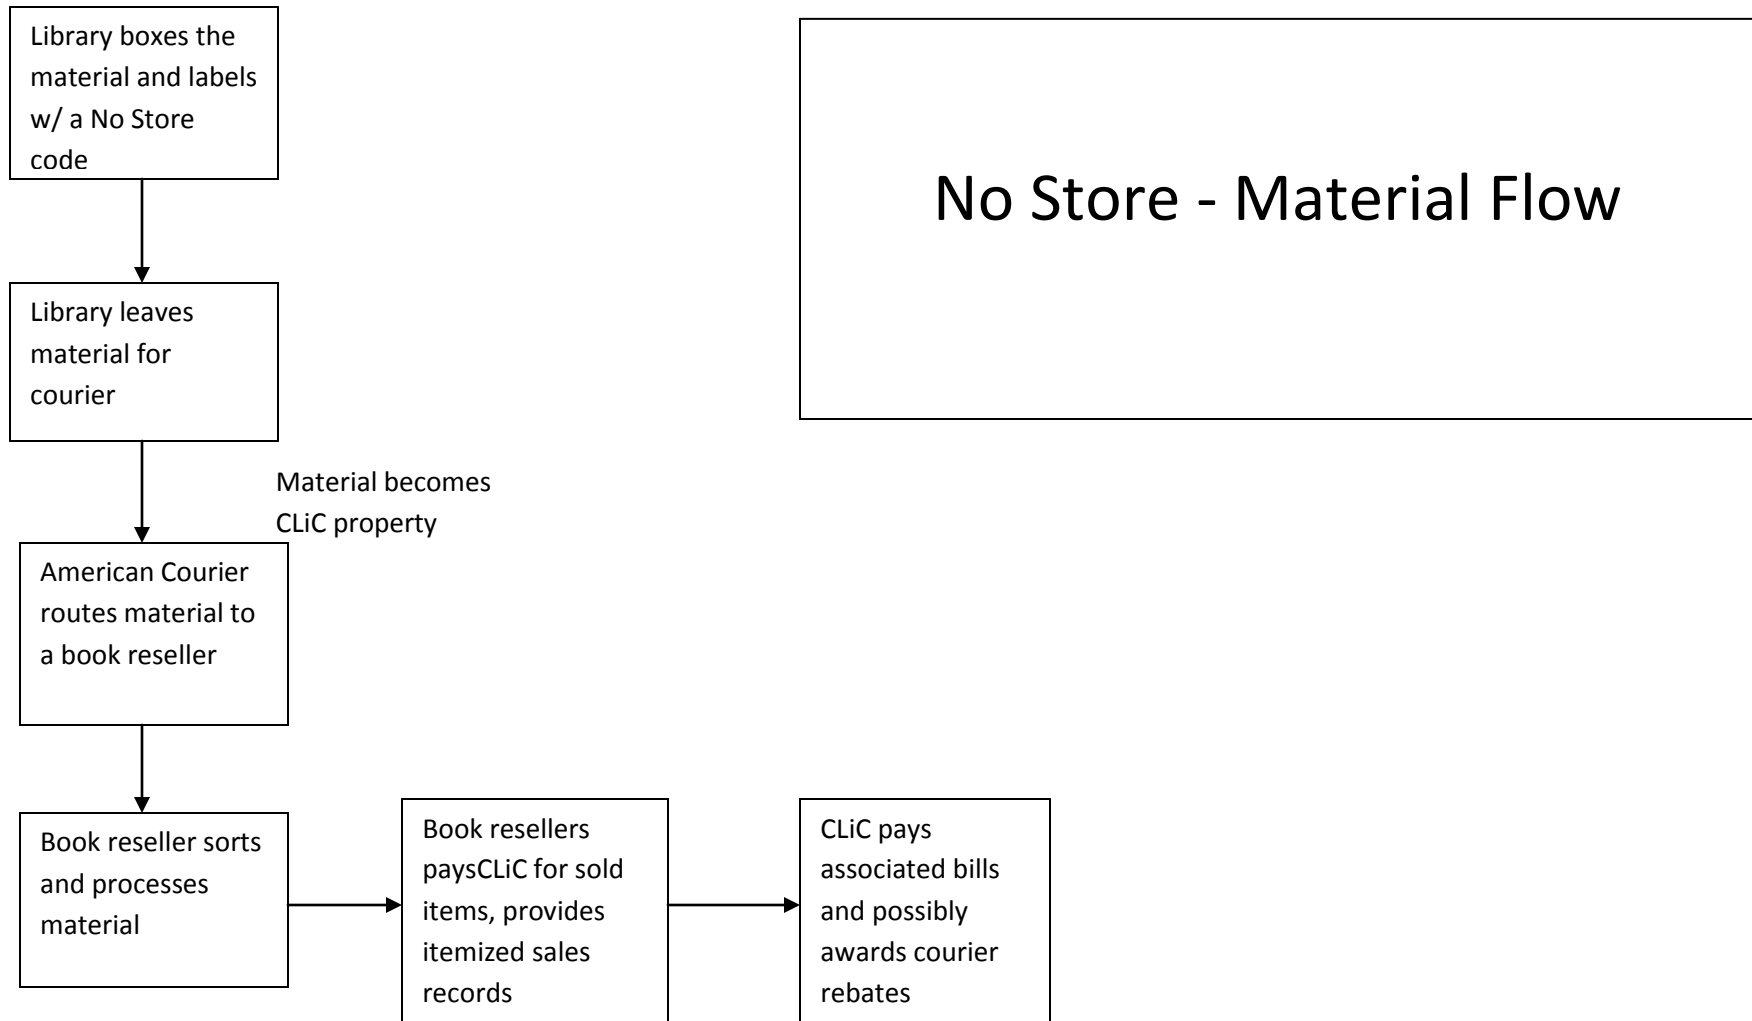 Library boxes the
material and labels
w/ a No Store
code
No Store - Material Flow
Library leaves
material for
courier
Material becomes
CLiC property
American Courier
routes material to
a book reseller
Book reseller sorts
and processes
material
Book resellers
paysCLiC for sold
items, provides
itemized sales
records
CLiC pays
associated bills
and possibly
awards courier
rebates